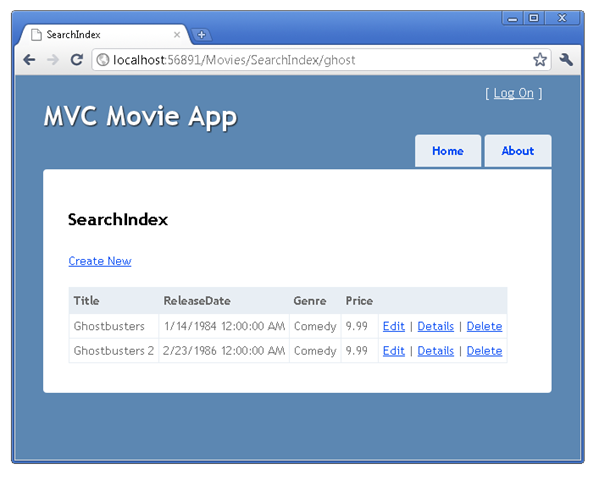 SearchIndex
localhost:56891/Movies/SearchIndex/ghost
[ Log On ]
MVC Movie App
Home About
SearchIndex
Create New
Title ReleaseDate Genre Price
Ghostbusters 1/14/1984 12:00:00 AM Comedy 9.99 Edit | Details | Delete
Ghostbusters 2 2/23/1986 12:00:00 AM Comedy 9.99 Edit | Details | Delete